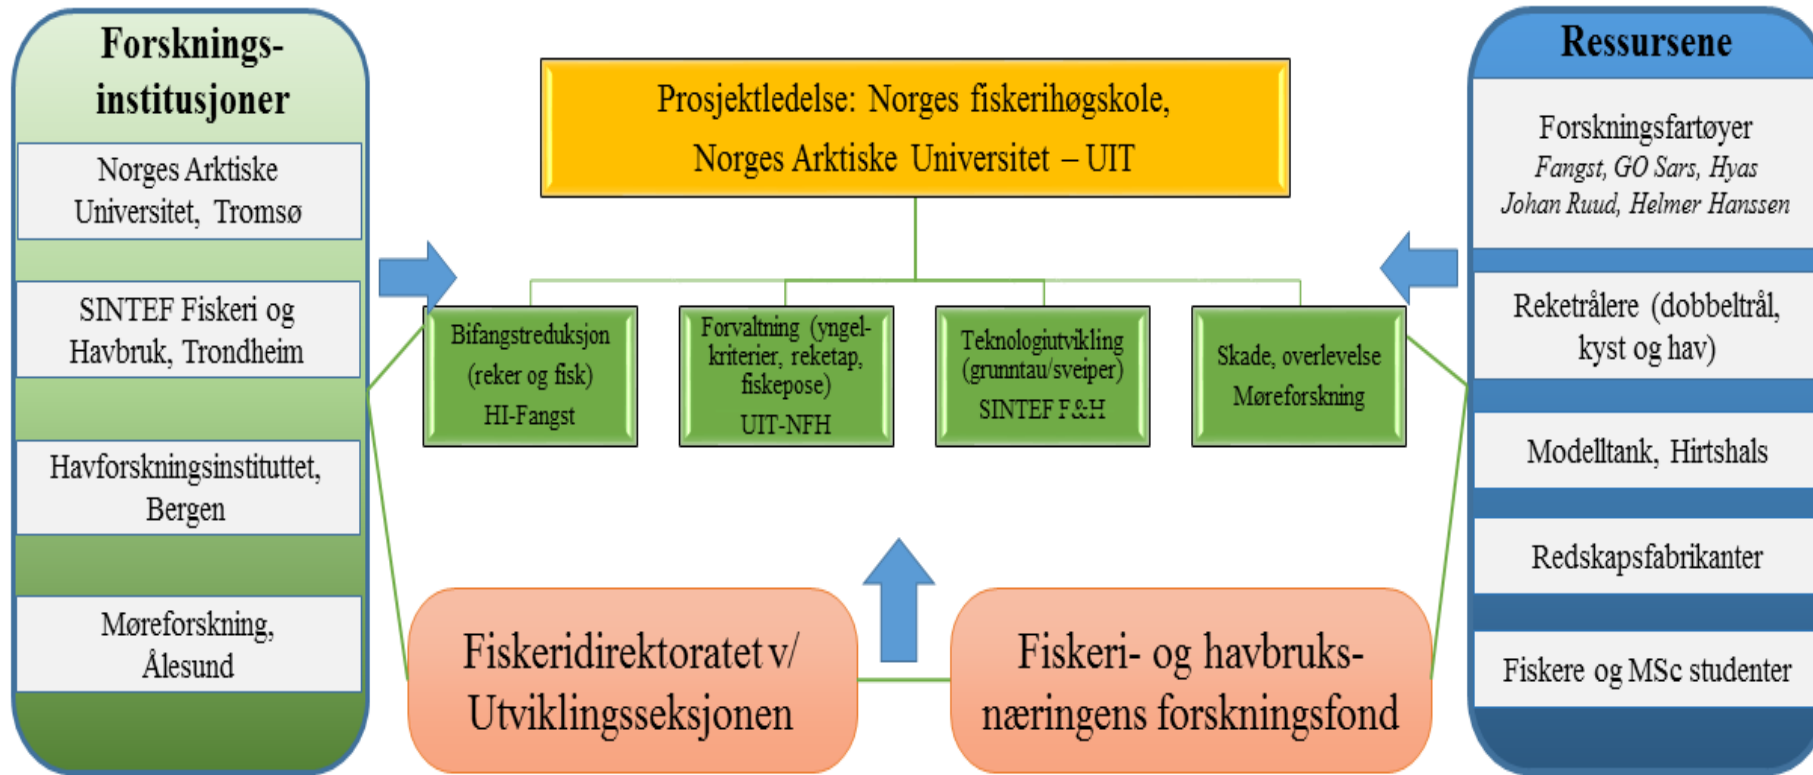 Forsknings-
institusjoner
Norges Arktiske
Universitet, Tromsø
SINTEF Fiskeri og
Havbruk, Trondheim
Havforskningsinstituttet,
Bergen
Møreforskning,
Ålesund
Prosjektledelse: Norges fiskerihøgskole,
Norges Arktiske Universitet – UIT
Bifangstreduksjon
(reker og fisk)
HI-Fangst
Forvaltning (yngel-
kriterier, reketap,
fiskepose)
UIT-NFH
Teknologiutvikling
(grunntau/sveiper)
SINTEF F&H
Skade, overlevelse
Møreforskning
Fiskeridirektoratet v/
Utviklingsseksjonen
Fiskeri- og havbruks-
næringens forskningsfond
Ressursene
Forskningsfartøyer
Fangst, GO Sars, Hyas
Johan Ruud, Helmer Hanssen
Reketrålere (dobbeltrål,
kyst og hav)
Modelltank, Hirtshals
Redskapsfabrikanter
Fiskere og MSc studenter